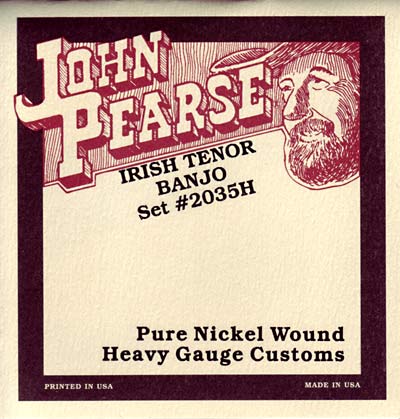 JOHN
PEARSE
IRISH TENOR
BANJO
Set #2035H
Pure Nickel Wound
Heavy Gauge Customs
PRINTED IN USA
MADE IN USA